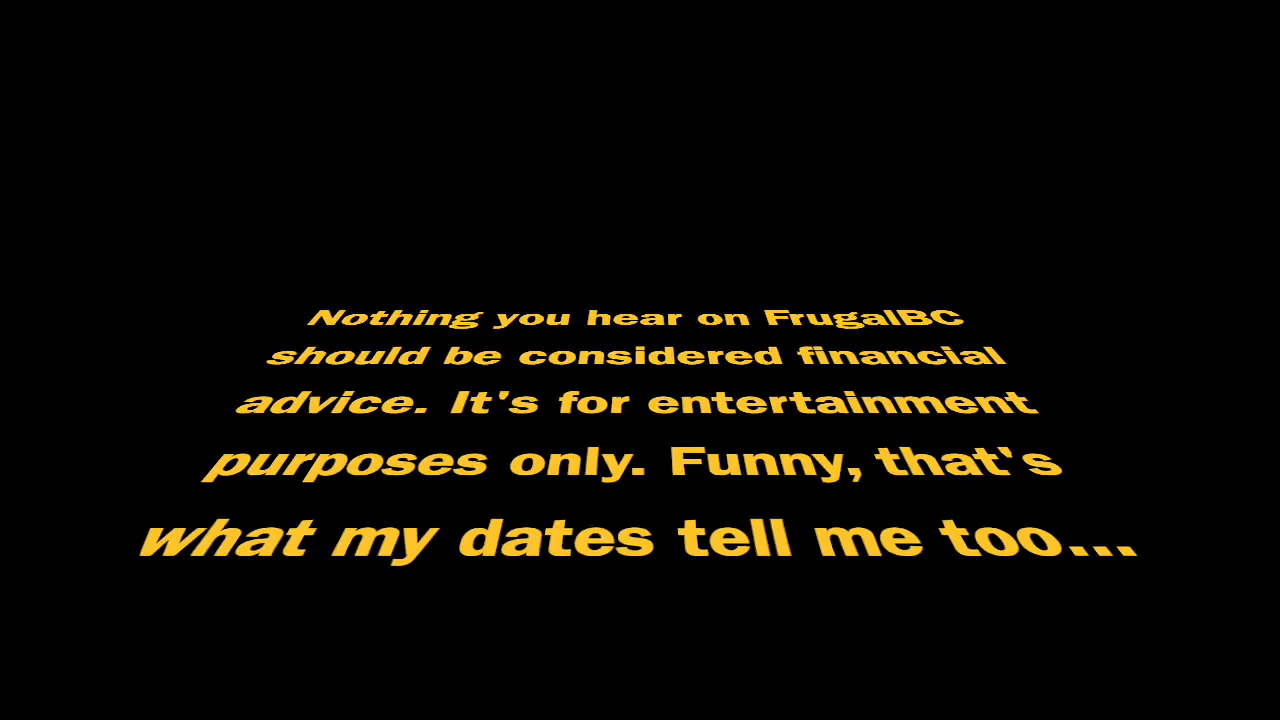 Nothing you hear on FrugalBC
should be considered financial
advice. It's for entertainment
purposes only. Funny, that's
what my dates tell me too...